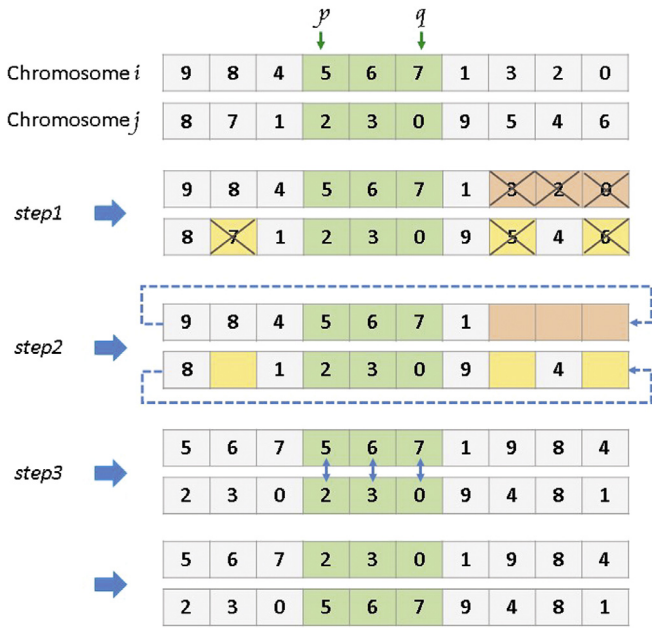 p q
Chromosome i 9 8 4 5 6 7 1 3 2 0
Chromosome j 8 7 1 2 3 0 9 5 4 6
9 8 4 5 6 7 1 3 2 0
step1
8 7 1 2 3 0 9 5 4 6
9 8 4 5 6 7 1
step2
8 1 2 3 0 9 4
5 6 7 5 6 7 1 9 8 4
step3
2 3 0 2 3 0 9 4 8 1
5 6 7 2 3 0 1 9 8 4
2 3 0 5 6 7 9 4 8 1